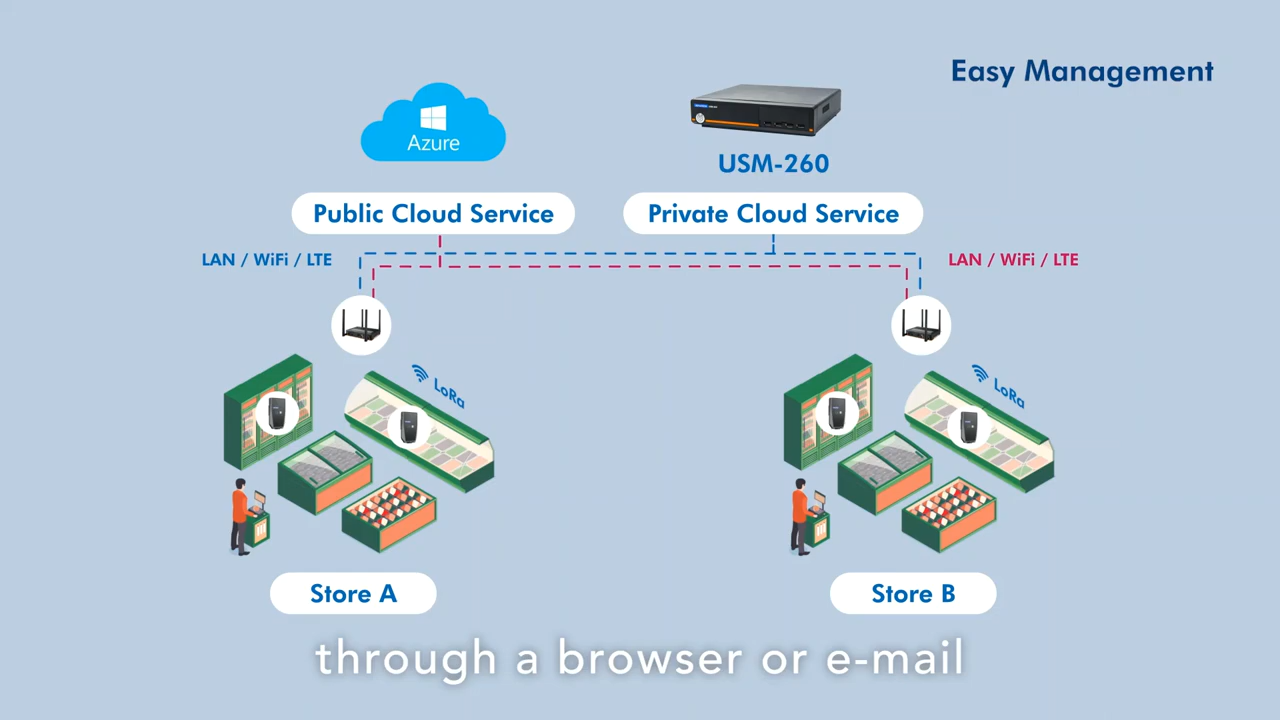 Easy Management
Azure
USM-260
Public Cloud Service
Private Cloud Service
LAN / WiFi / LTE
LAN / WiFi / LTE
LoRa
LoRa
Store A
Store B
through a browser or e-mail